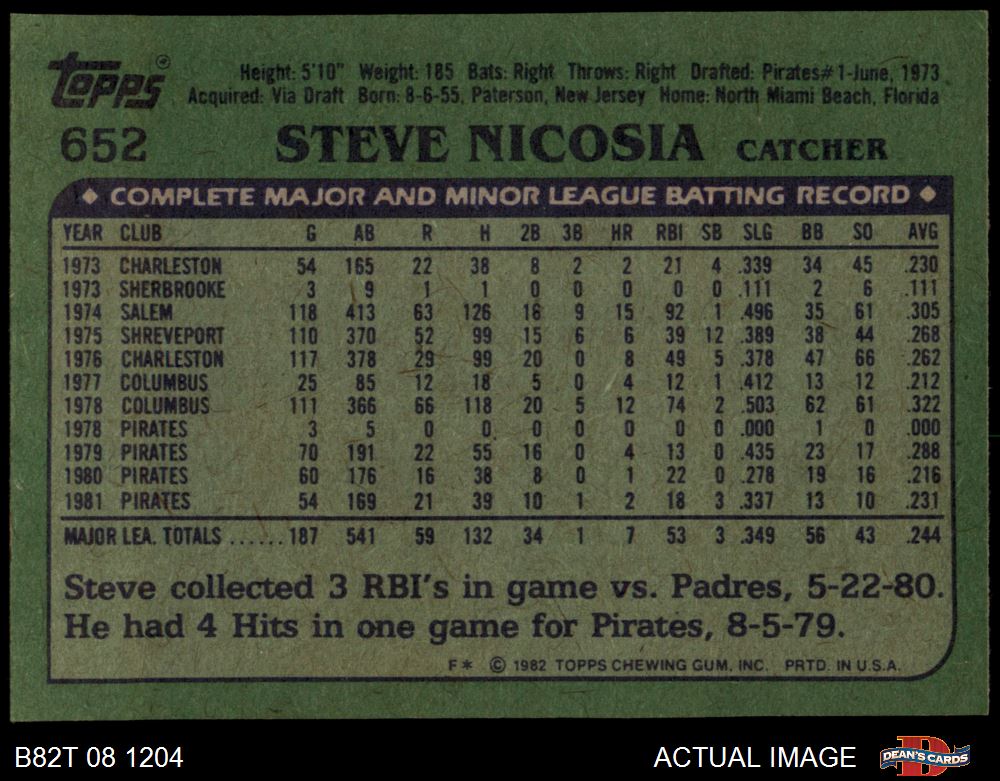 Topps®
Height: 5'10" Weight: 185 Bats: Right Throws: Right Drafted: Pirates#1-June, 1973
Acquired: Via Draft Born: 8-6-55, Paterson, New Jersey Home: North Miami Beach, Florida
652 STEVE NICOSIA CATCHER
◆ COMPLETE MAJOR AND MINOR LEAGUE BATTING RECORD ◆
YEAR CLUB G AB R H 2B 3B HR RBI SB SLG BB SO AVG
1973 CHARLESTON 54 165 22 38 8 2 2 21 4 .339 34 45 .230
1973 SHERBROOKE 3 9 1 1 0 0 0 0 0 .111 2 6 .111
1974 SALEM 118 413 63 126 16 9 15 92 1 .496 35 61 .305
1975 SHREVEPORT 110 370 52 99 15 6 6 39 12 .389 38 44 .268
1976 CHARLESTON 117 378 29 99 20 0 8 49 5 .378 47 66 .262
1977 COLUMBUS 25 85 12 18 5 0 4 12 1 .412 13 12 .212
1978 COLUMBUS 111 366 66 118 20 5 12 74 2 .503 62 61 .322
1978 PIRATES 3 5 0 0 0 0 0 0 0 .000 1 0 .000
1979 PIRATES 70 191 22 55 16 0 4 13 0 .435 23 17 .288
1980 PIRATES 60 176 16 38 8 0 1 22 0 .278 19 16 .216
1981 PIRATES 54 169 21 39 10 1 2 18 3 .337 13 10 .231
MAJOR LEA. TOTALS ......187 541 59 132 34 1 7 53 3 .349 56 43 .244
Steve collected 3 RBI's in game vs. Padres, 5-22-80.
He had 4 Hits in one game for Pirates, 8-5-79.
F* © 1982 TOPPS CHEWING GUM, INC. PRTD. IN U.S.A.
B82T 08 1204 ACTUAL IMAGE DEAN'S CARDS